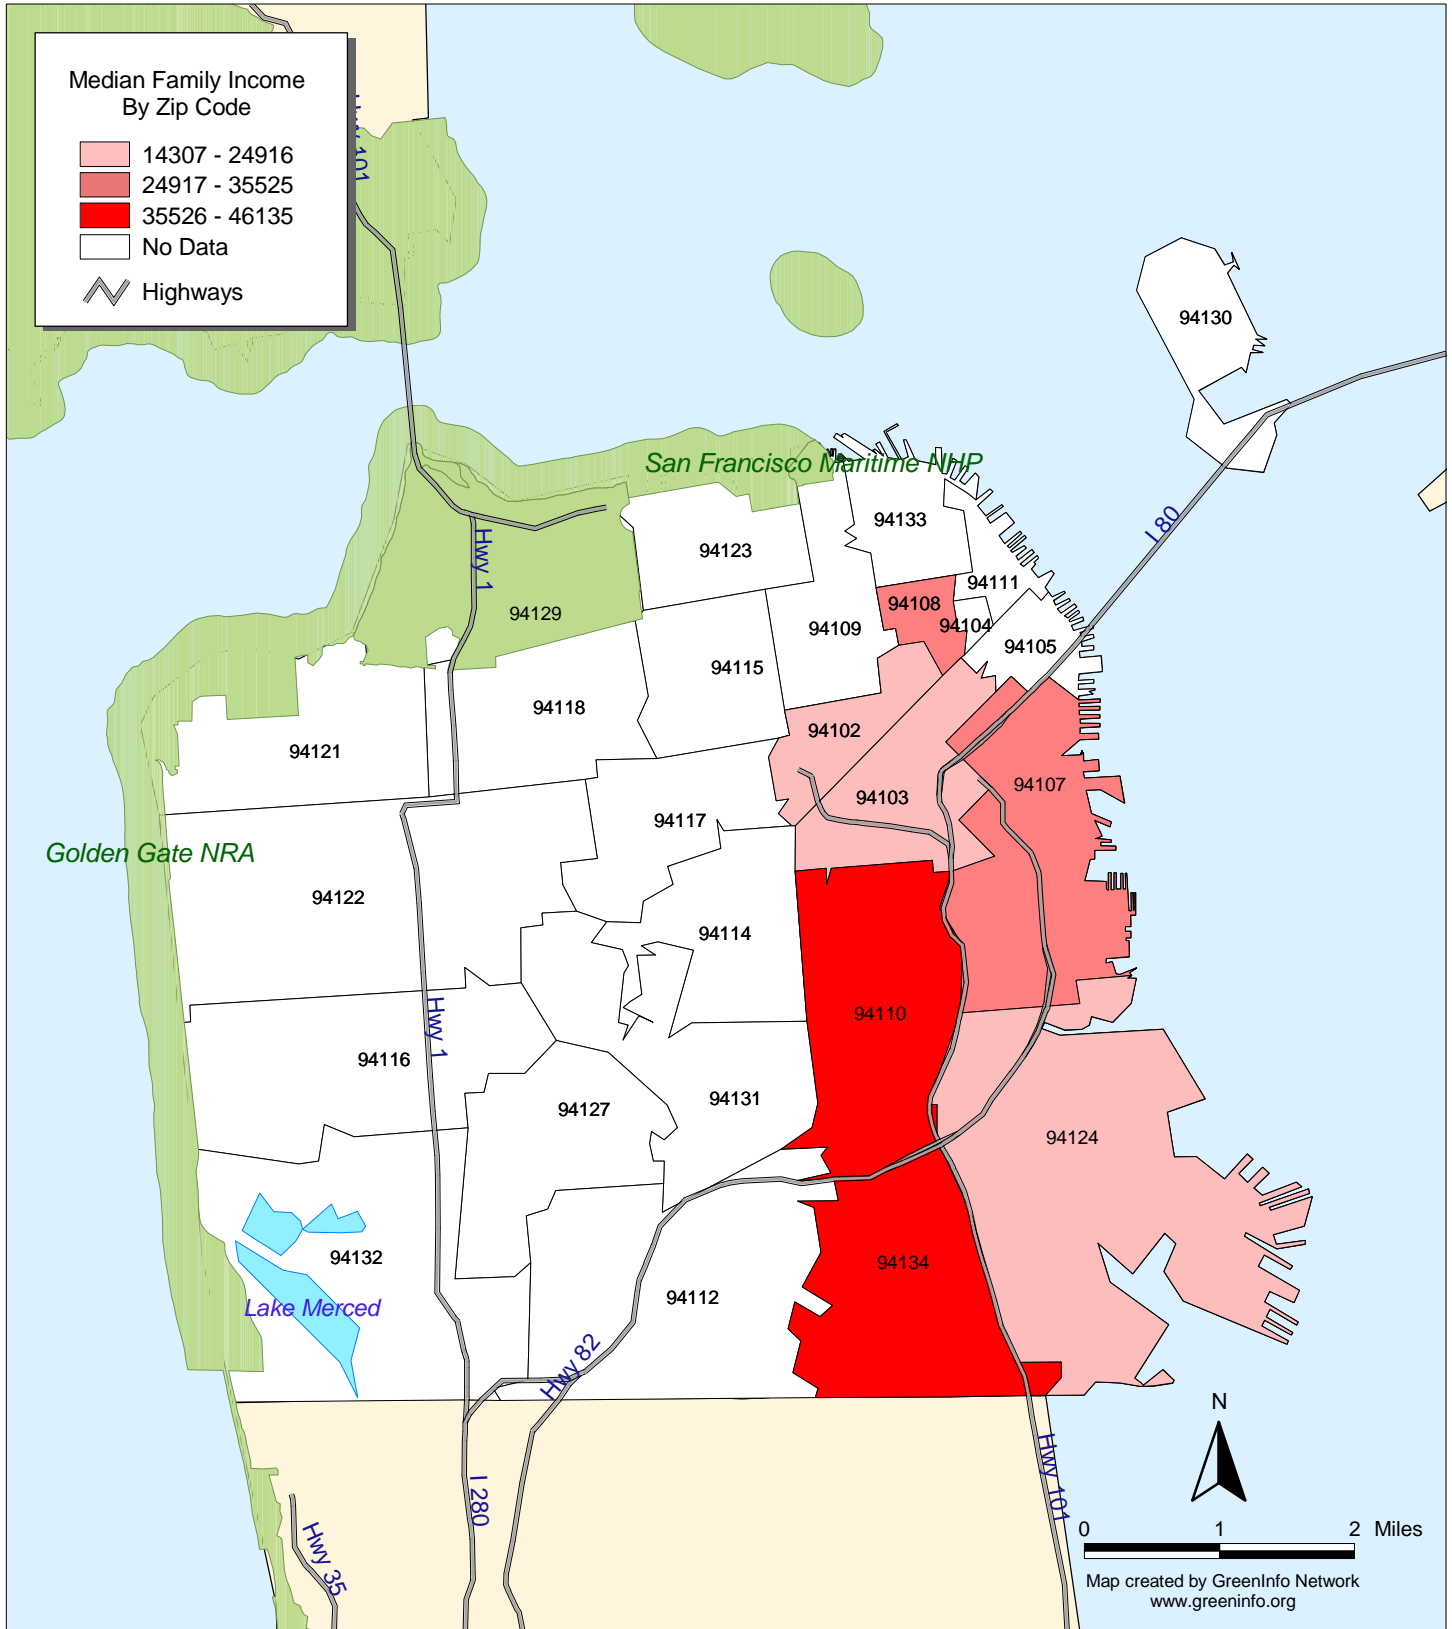 Median Family Income
By Zip Code
14307 - 24916
24917 - 35525
35526 - 46135
No Data
Highways
Hwy 101
94130
San Francisco Maritime NHP
I 80
94133
94123
Hwy 1
94111
94129
94108
94104
94109
94105
94115
94118
94102
94121
94107
94103
94117
Golden Gate NRA
94122
94114
94110
Hwy 1
94116
94131
94127
94124
94132
94134
94112
Lake Merced
Hwy 82
N
Hwy 101
I 280
Hwy 35
0 1 2 Miles
Map created by GreenInfo Network
www.greeninfo.org